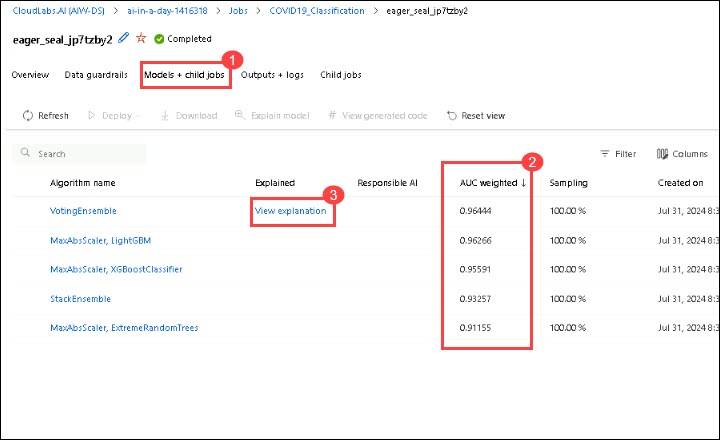 CloudLabs.AI (AIW-DS) > ai-in-a-day-1416318 > Jobs > COVID19_Classification > eager_seal_jp7tzby2
eager_seal_jp7tzby2 Completed
1
Overview Data guardrails Models + child jobs Outputs + logs Child jobs
Refresh Deploy Download Explain model # View generated code Reset view
Search Filter Columns
2
Algorithm name Explained Responsible AI AUC weighted ↓ Sampling Created on
3
VotingEnsemble View explanation 0.96444 100.00 % Jul 31, 2024 8:3
MaxAbsScaler, LightGBM 0.96266 100.00 % Jul 31, 2024 8:3
MaxAbsScaler, XGBoostClassifier 0.95591 100.00 % Jul 31, 2024 8:3
StackEnsemble 0.93257 100.00 % Jul 31, 2024 8:3
MaxAbsScaler, ExtremeRandomTrees 0.91155 100.00 % Jul 31, 2024 8:3